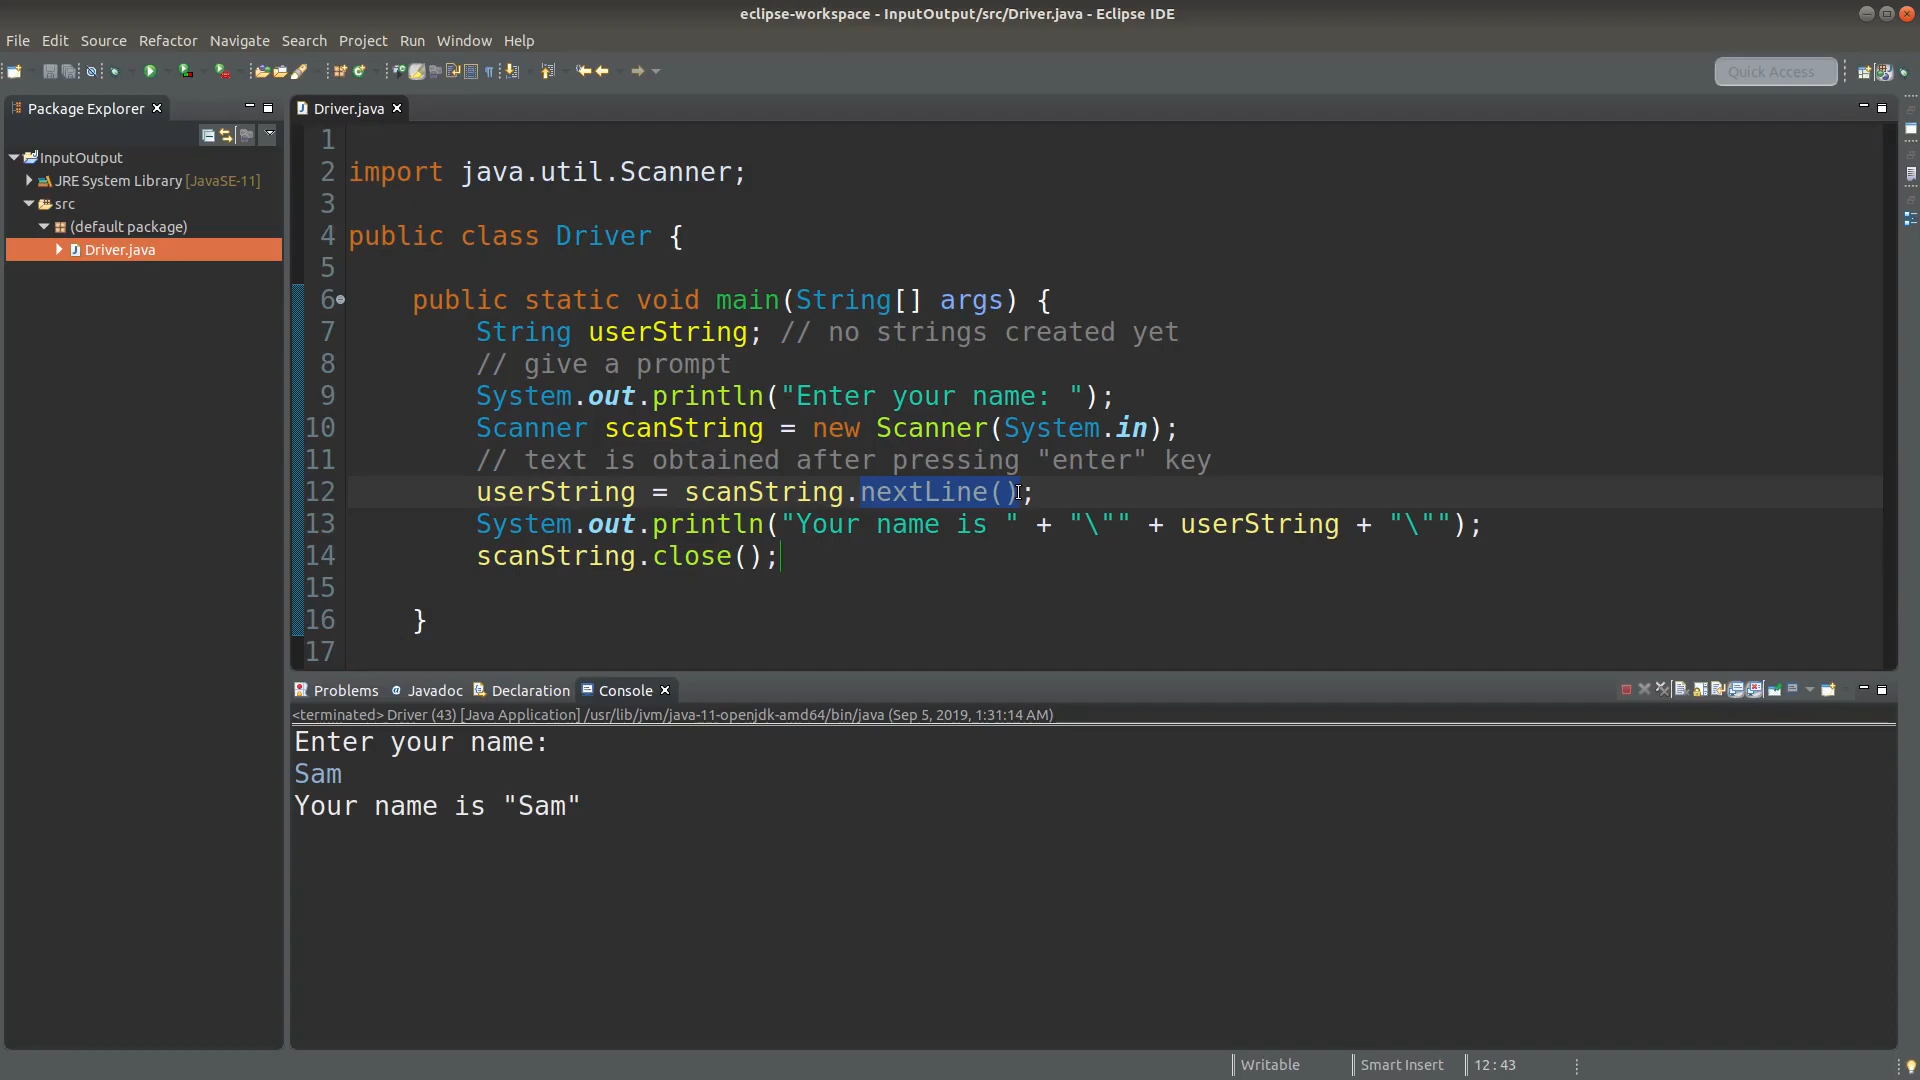 eclipse-workspace - InputOutput/src/Driver.java - Eclipse IDE
File Edit Source Refactor Navigate Search Project Run Window Help
Quick Access
Package Explorer
Driver.java
InputOutput
JRE System Library [JavaSE-11]
src
(default package)
Driver.java
1
2 import java.util.Scanner;
3
4 public class Driver {
5
6 public static void main(String[] args) {
7 String userString; // no strings created yet
8 // give a prompt
9 System.out.println("Enter your name: ");
10 Scanner scanString = new Scanner(System.in);
11 // text is obtained after pressing "enter" key
12 userString = scanString.nextLine();
13 System.out.println("Your name is " + "\"" + userString + "\"");
14 scanString.close();
15
16 }
17
Problems Javadoc Declaration Console
<terminated> Driver (43) [Java Application] /usr/lib/jvm/java-11-openjdk-amd64/bin/java (Sep 5, 2019, 1:31:14 AM)
Enter your name:
Sam
Your name is "Sam"
Writable Smart Insert 12 : 43